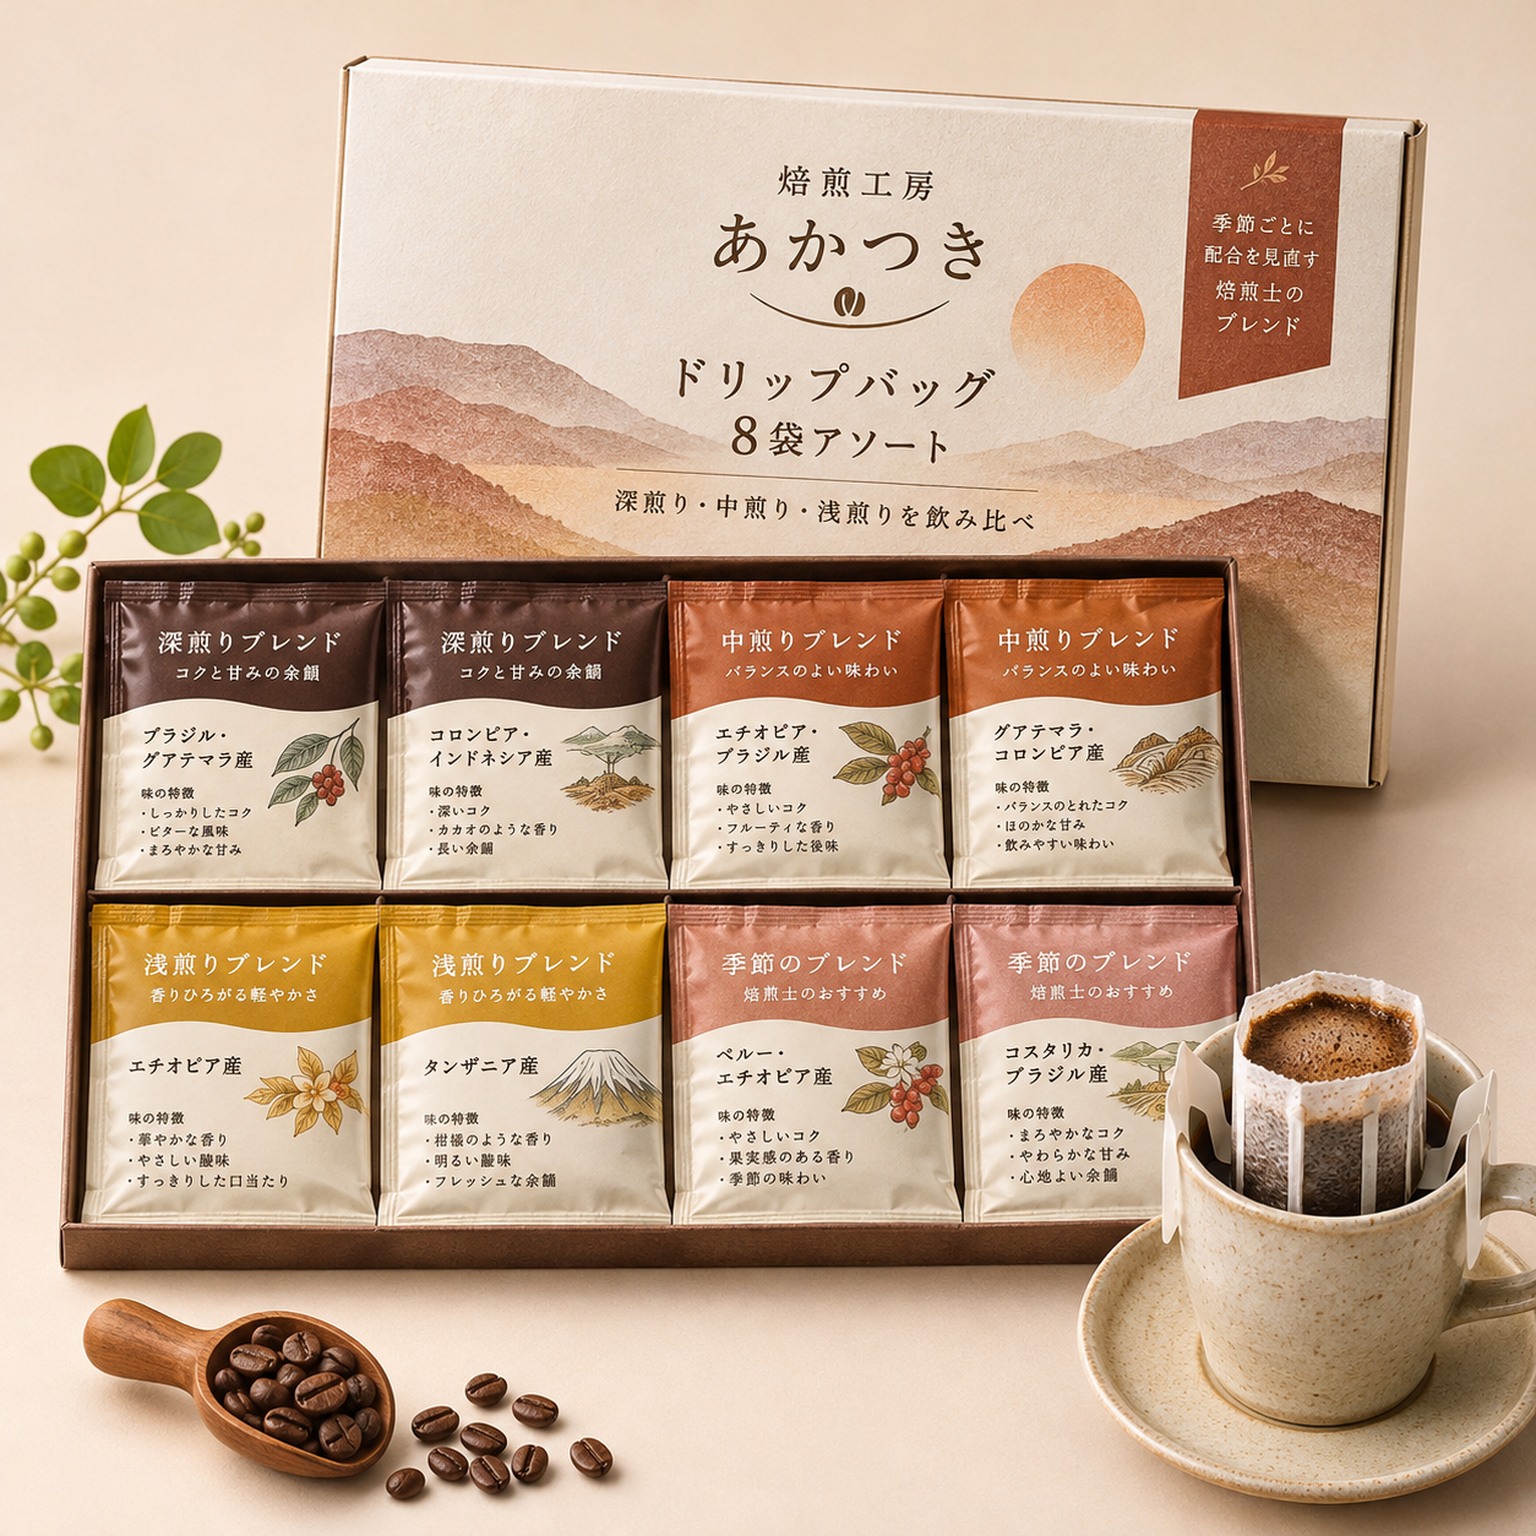 焙煎工房
あかつき
ドリップバッグ
8袋アソート
深煎り・中煎り・浅煎りを飲み比べ
季節ごとに
配合を見直す
焙煎士の
ブレンド
深煎りブレンド
コクと甘みの余韻
ブラジル・
グアテマラ産
味の特徴
・しっかりしたコク
・ビターな風味
・まろやかな甘み
深煎りブレンド
コクと甘みの余韻
コロンビア・
インドネシア産
味の特徴
・深いコク
・カカオのような香り
・長い余韻
中煎りブレンド
バランスのよい味わい
エチオピア・
ブラジル産
味の特徴
・やさしいコク
・フルーティな香り
・すっきりした後味
中煎りブレンド
バランスのよい味わい
グアテマラ・
コロンビア産
味の特徴
・バランスのとれたコク
・ほのかな甘み
・飲みやすい味わい
浅煎りブレンド
香りひろがる軽やかさ
エチオピア産
味の特徴
・華やかな香り
・やさしい酸味
・すっきりした口当たり
浅煎りブレンド
香りひろがる軽やかさ
タンザニア産
味の特徴
・柑橘のような香り
・明るい酸味
・フレッシュな余韻
季節のブレンド
焙煎士のおすすめ
ペルー・
エチオピア産
味の特徴
・やさしいコク
・果実感のある香り
・季節の味わい
季節のブレンド
焙煎士のおすすめ
コスタリカ・
ブラジル産
味の特徴
・まろやかなコク
・やわらかな甘み
・心地よい余韻